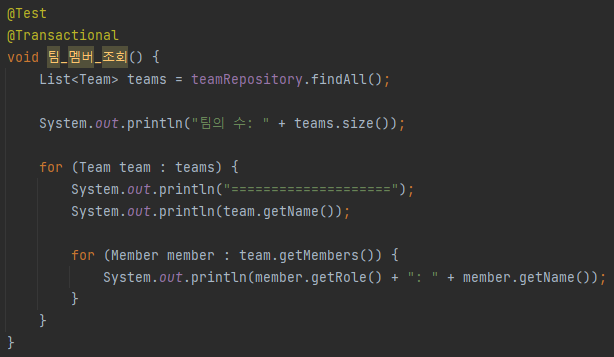 @Test
@Transactional
void 팀_멤버_조회() {
    List<Team> teams = teamRepository.findAll();
    System.out.println("팀의 수: " + teams.size());
    for (Team team : teams) {
        System.out.println("====================");
        System.out.println(team.getName());
        for (Member member : team.getMembers()) {
            System.out.println(member.getRole() + ": " + member.getName());
        }
    }
}